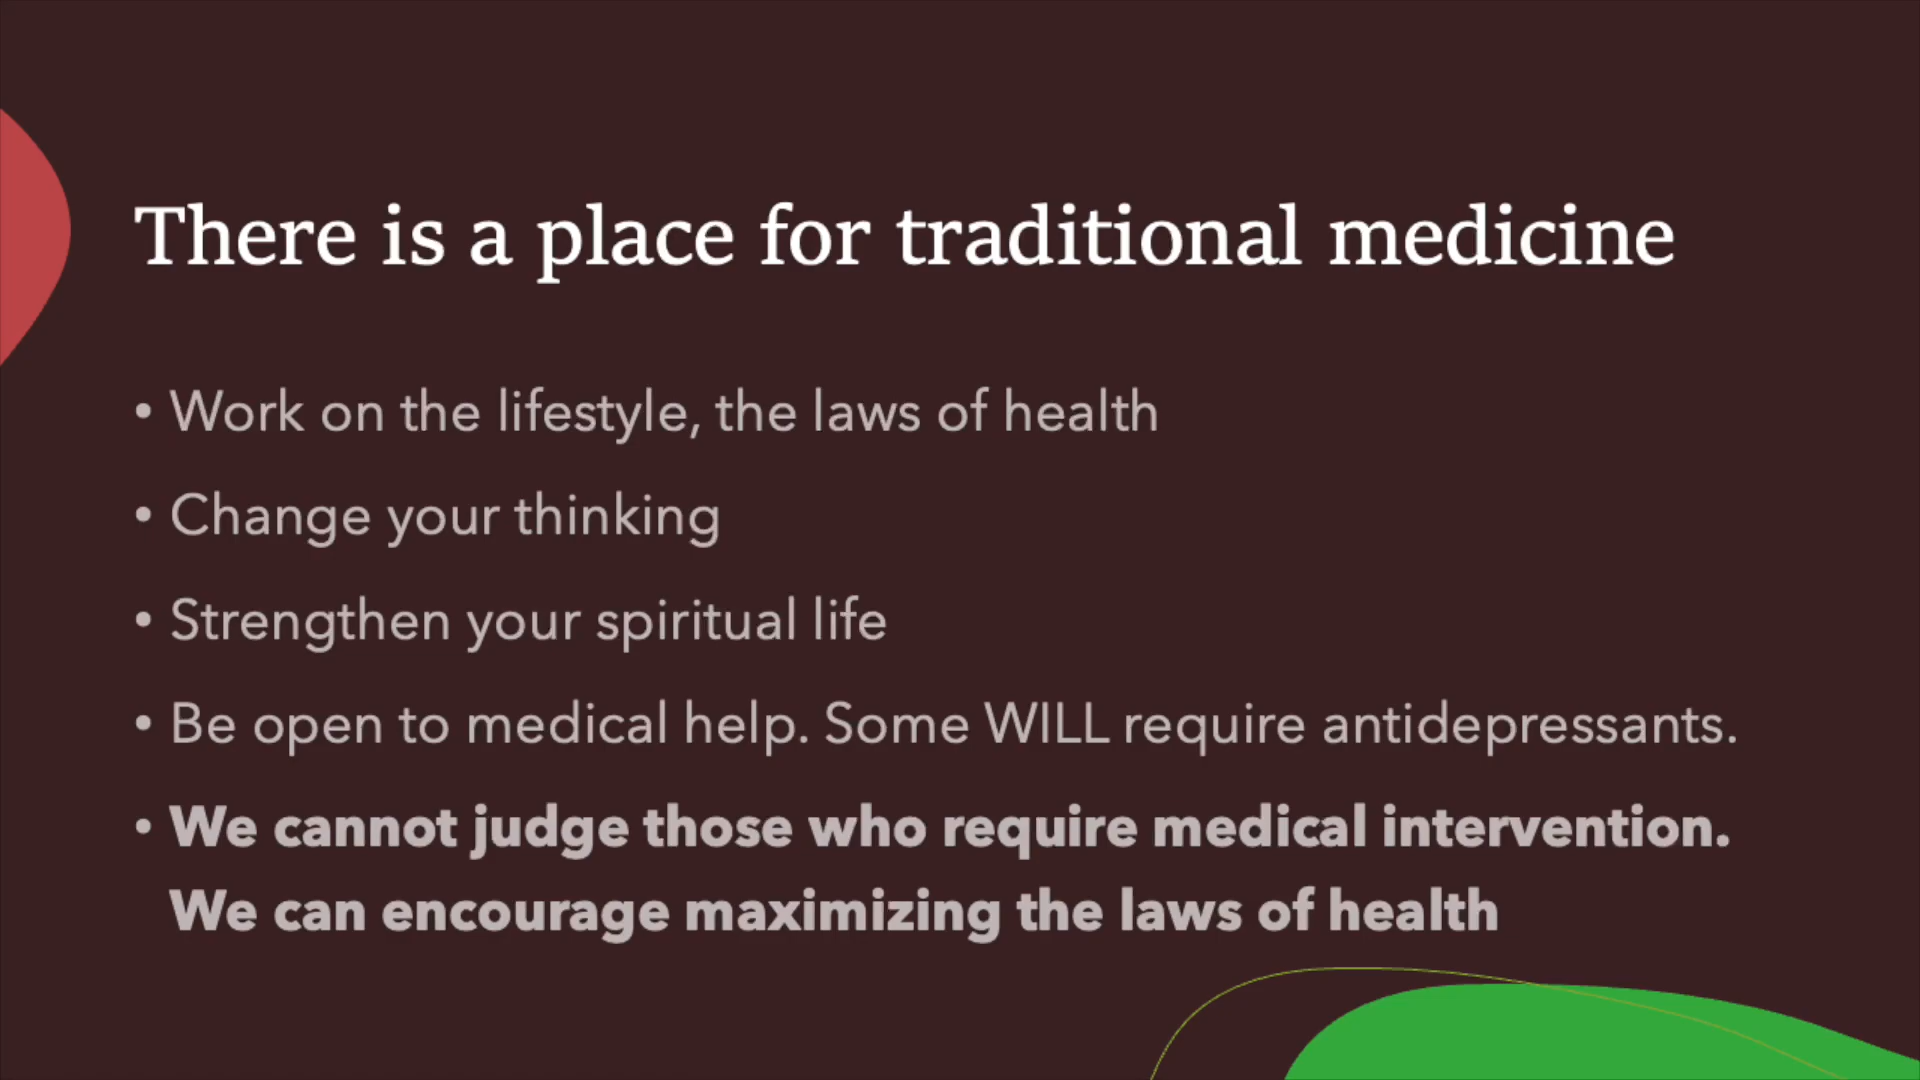 There is a place for traditional medicine
• Work on the lifestyle, the laws of health
• Change your thinking
• Strengthen your spiritual life
• Be open to medical help. Some WILL require antidepressants.
• We cannot judge those who require medical intervention.
We can encourage maximizing the laws of health